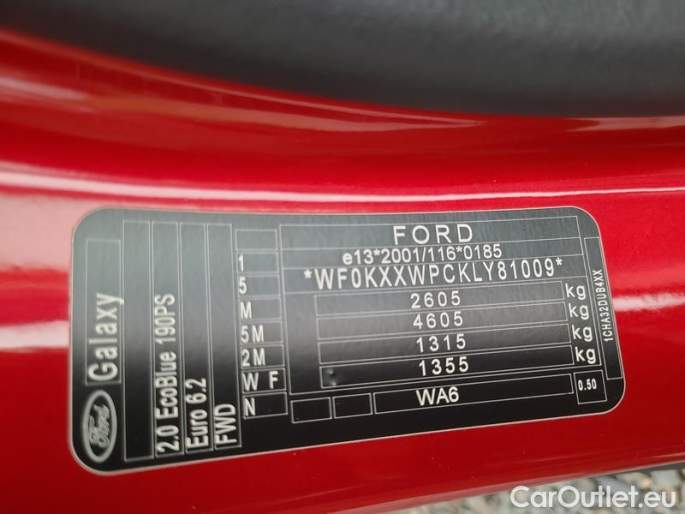 FORD
e13*2001/116*0185
*WF0KXXWPCKLY81009*
2605 kg
4605 kg
1315 kg
1355 kg
WA6
0.50
1
5
M
5M
2M
W F
N
Ford Galaxy
2.0 EcoBlue 190PS
Euro 6.2
FWD
1CHA32DUB4XX
CarOutlet.eu